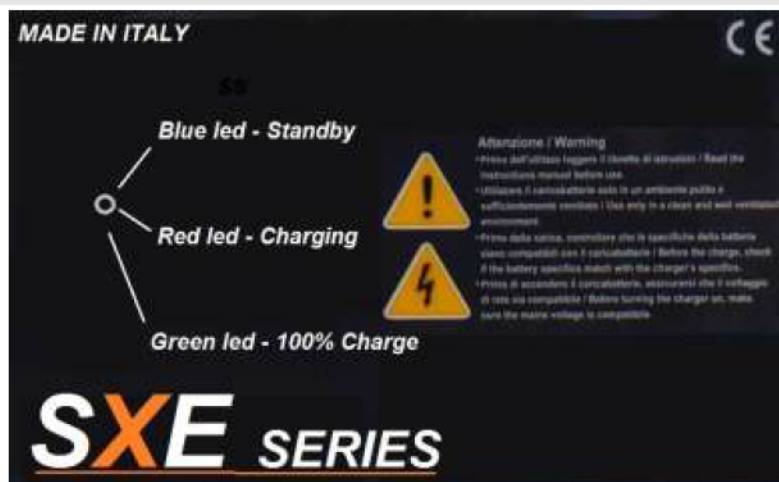 MADE IN ITALY
CE
Blue led - Standby
Red led - Charging
Green led - 100% Charge
Attenzione / Warning
• Prima dell'utilizzo leggere il libretto di istruzioni / Read the
instructions manual before use.
• Utilizzare il caricabatterie solo in un ambiente pulito e
sufficientemente ventilato / Use only in a clean and well ventilated
environment
• Prima della carica, controllare che le specifiche della batteria
siano compatibili con il caricabatterie / Before the charge, check
if the battery specifics match with the charger's specifics.
• Prima di accendere il caricabatterie, assicurarsi che il voltaggio
di rete sia compatibile / Before turning the charger on, make
sure the mains voltage is compatible
SXE SERIES